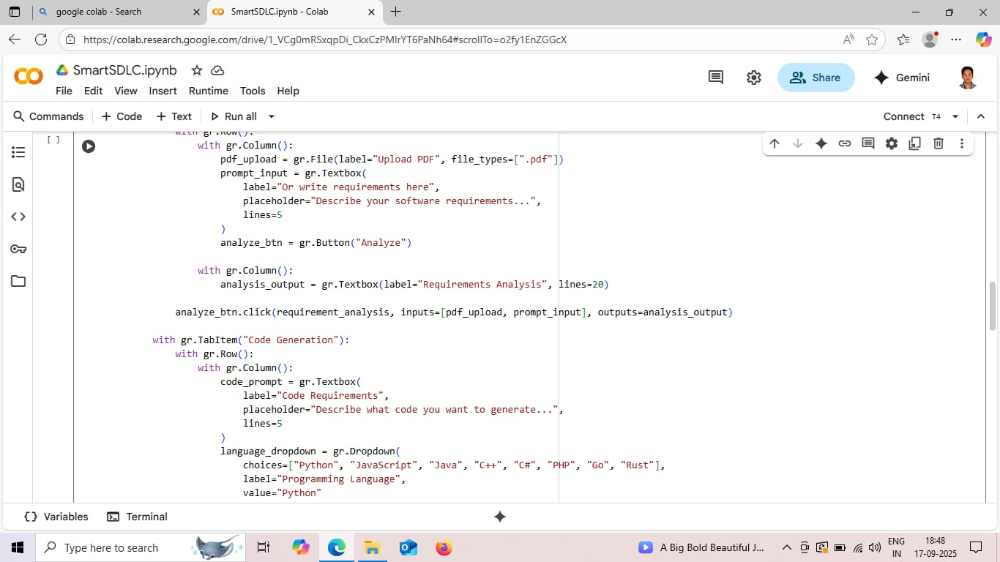 google colab - Search
SmartSDLC.ipynb - Colab
https://colab.research.google.com/drive/1_VCg0mRSxqpDi_CkxCzPMIrYT6PaNh64#scrollTo=o2fy1EnZGGcX
SmartSDLC.ipynb
Share
Gemini
File Edit View Insert Runtime Tools Help
Commands + Code + Text Run all
Connect T4
[ ]
with gr.Row():
with gr.Column():
pdf_upload = gr.File(label="Upload PDF", file_types=[".pdf"])
prompt_input = gr.Textbox(
label="Or write requirements here",
placeholder="Describe your software requirements...",
lines=5
)
analyze_btn = gr.Button("Analyze")
with gr.Column():
analysis_output = gr.Textbox(label="Requirements Analysis", lines=20)
analyze_btn.click(requirement_analysis, inputs=[pdf_upload, prompt_input], outputs=analysis_output)
with gr.TabItem("Code Generation"):
with gr.Row():
with gr.Column():
code_prompt = gr.Textbox(
label="Code Requirements",
placeholder="Describe what code you want to generate...",
lines=5
)
language_dropdown = gr.Dropdown(
choices=["Python", "JavaScript", "Java", "C++", "C#", "PHP", "Go", "Rust"],
label="Programming Language",
value="Python"
Variables
Terminal
Type here to search
A Big Bold Beautiful J...
ENG
IN
18:48
17-09-2025